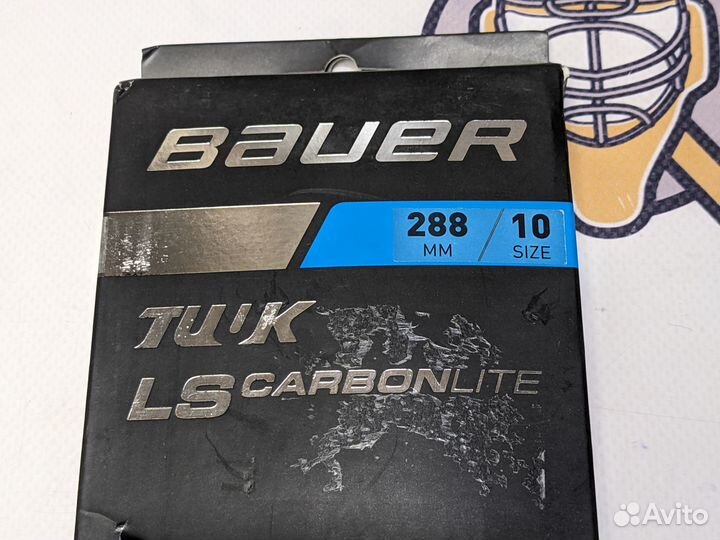 BAUER
288 / 10
MM SIZE
TUUK
LS CARBONLITE
Avito